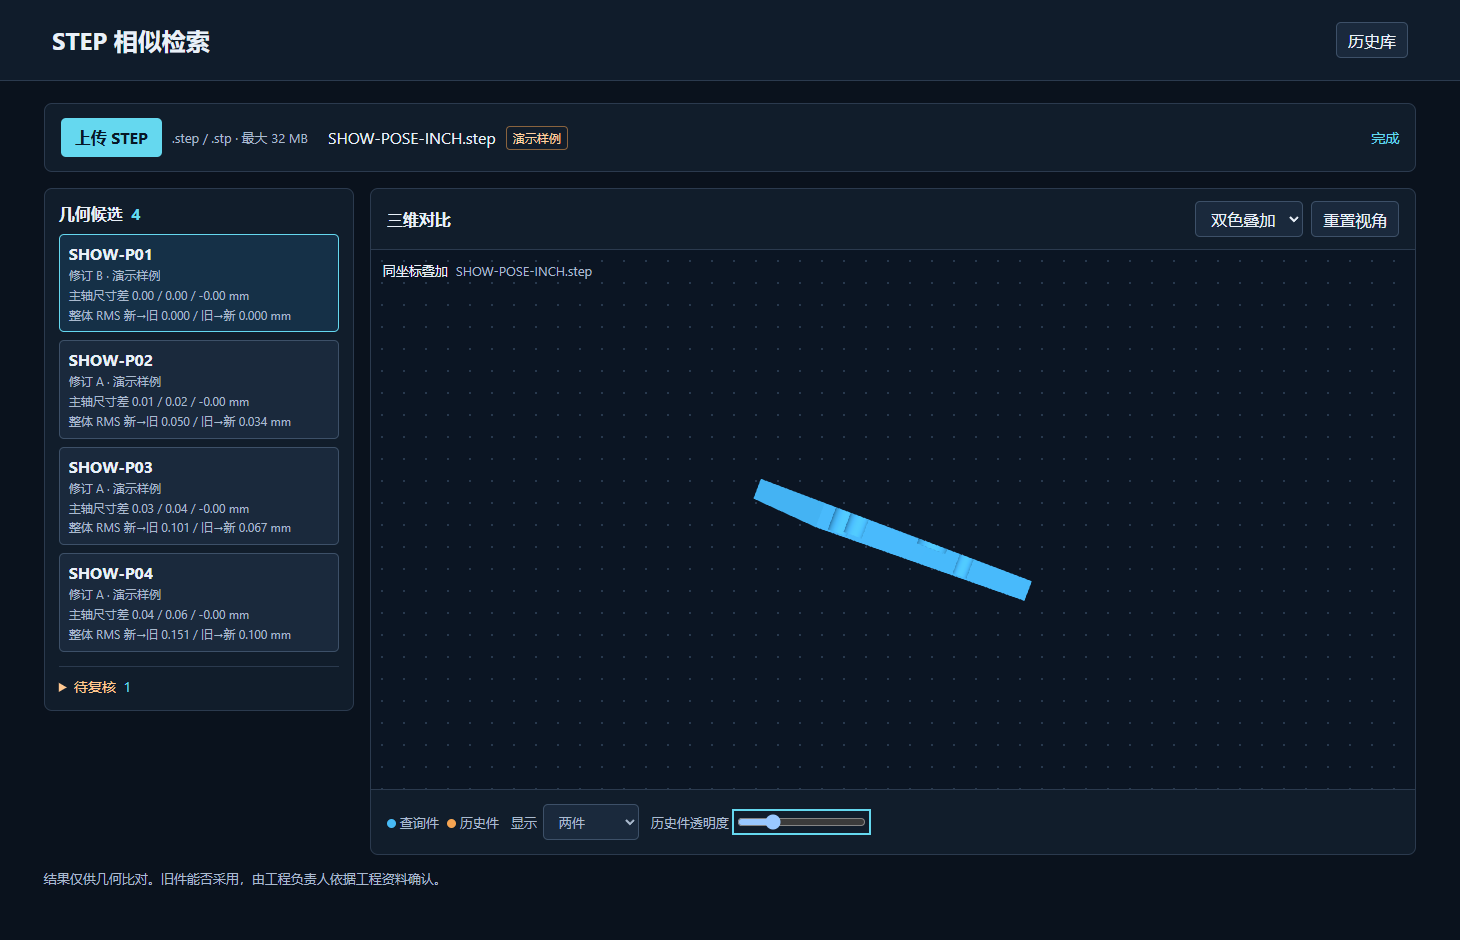 STEP 相似检索
历史库
上传 STEP .step / .stp · 最大 32 MB SHOW-POSE-INCH.step 演示样例 完成
几何候选 4
SHOW-P01
修订 B · 演示样例
主轴尺寸差 0.00 / 0.00 / -0.00 mm
整体 RMS 新→旧 0.000 / 旧→新 0.000 mm
SHOW-P02
修订 A · 演示样例
主轴尺寸差 0.01 / 0.02 / -0.00 mm
整体 RMS 新→旧 0.050 / 旧→新 0.034 mm
SHOW-P03
修订 A · 演示样例
主轴尺寸差 0.03 / 0.04 / -0.00 mm
整体 RMS 新→旧 0.101 / 旧→新 0.067 mm
SHOW-P04
修订 A · 演示样例
主轴尺寸差 0.04 / 0.06 / -0.00 mm
整体 RMS 新→旧 0.151 / 旧→新 0.100 mm
待复核 1
三维对比 双色叠加 重置视角
同坐标叠加 SHOW-POSE-INCH.step
查询件 历史件 显示 两件 历史件透明度
结果仅供几何比对。旧件能否采用，由工程负责人依据工程资料确认。